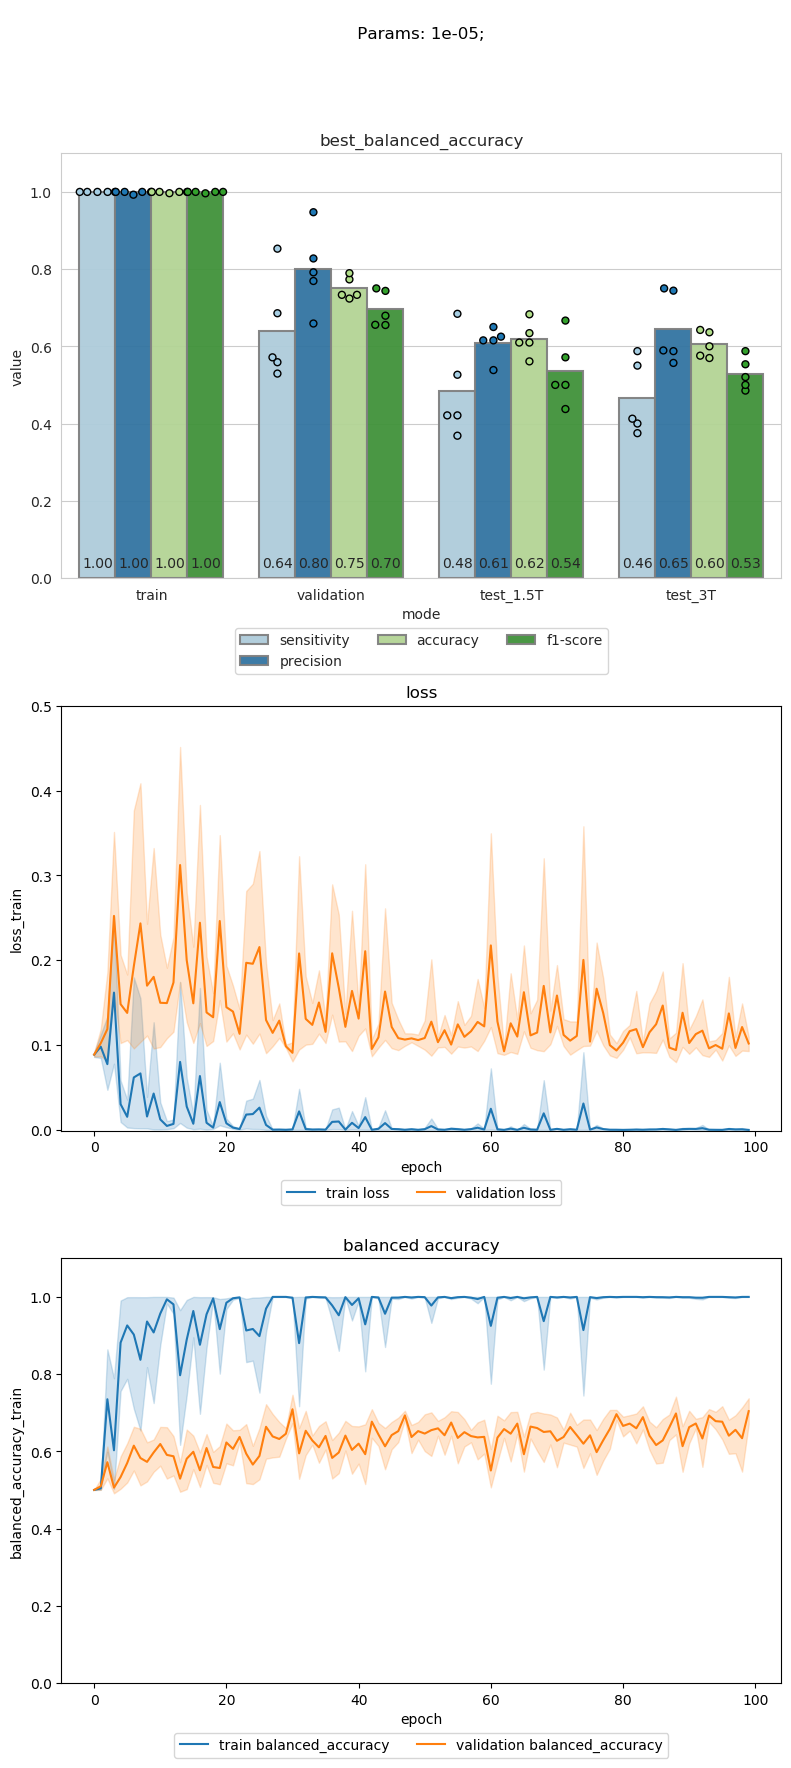 Params: 1e-05;
best_balanced_accuracy
1.0
0.8
0.6
0.4
0.2
0.0
value
1.00 1.00 1.00 1.00 0.64 0.80 0.75 0.70 0.48 0.61 0.62 0.54 0.46 0.65 0.60 0.53
train validation test_1.5T test_3T
mode
sensitivity accuracy f1-score
precision
loss
0.5
0.4
0.3
0.2
0.1
0.0
loss_train
0 20 40 60 80 100
epoch
train loss validation loss
balanced accuracy
1.0
0.8
0.6
0.4
0.2
0.0
balanced_accuracy_train
0 20 40 60 80 100
epoch
train balanced_accuracy validation balanced_accuracy